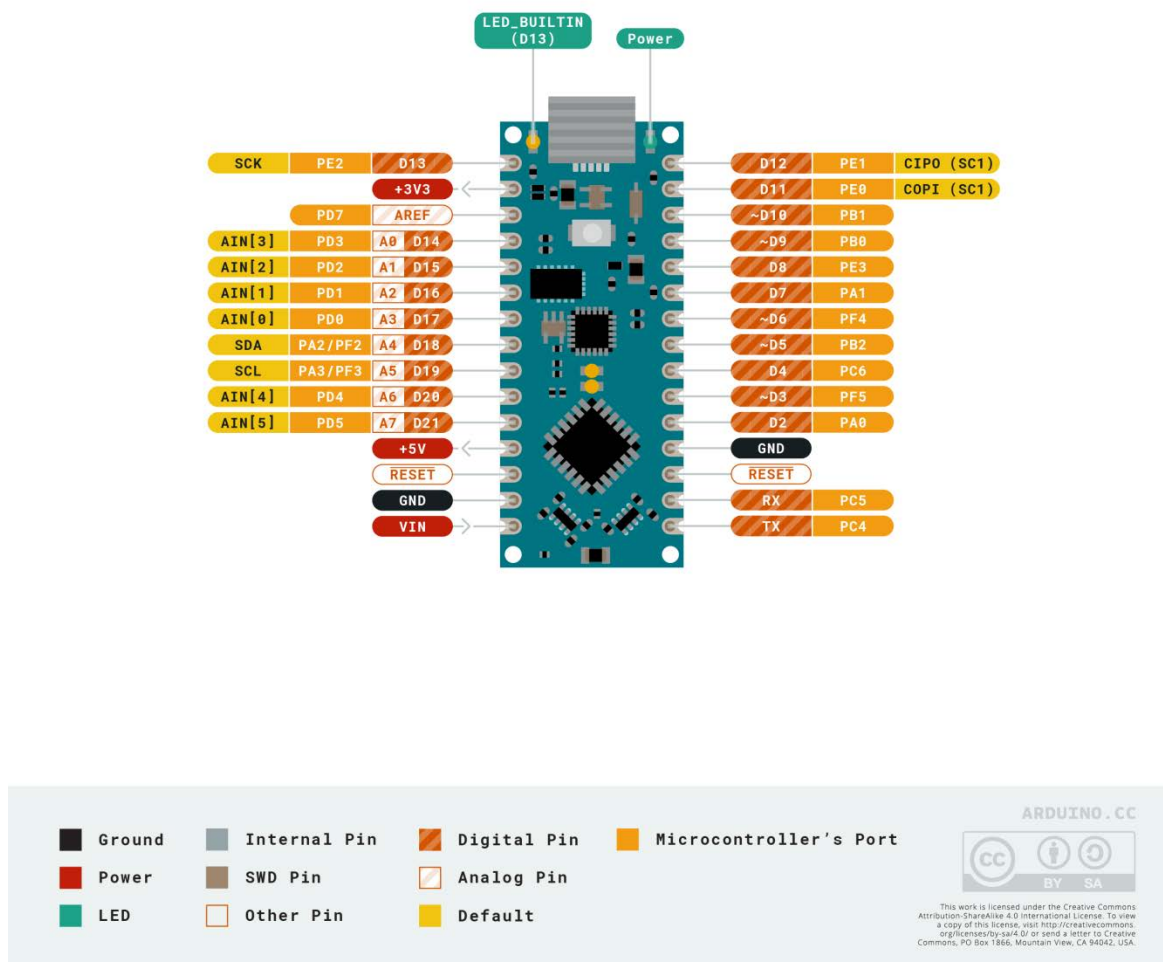 LED_BUILTIN
(D13)
Power
SCK PE2 D13
D12 PE1 CIPO (SC1)
+3V3
D11 PE0 COPI (SC1)
PD7 AREF
~D10 PB1
AIN[3] PD3 A0 D14
~D9 PB0
AIN[2] PD2 A1 D15
D8 PE3
AIN[1] PD1 A2 D16
D7 PA1
AIN[0] PD0 A3 D17
~D6 PF4
SDA PA2/PF2 A4 D18
~D5 PB2
SCL PA3/PF3 A5 D19
D4 PC6
AIN[4] PD4 A6 D20
~D3 PF5
AIN[5] PD5 A7 D21
D2 PA0
+5V
GND
RESET
RESET
GND
RX PC5
VIN
TX PC4
Ground
Internal Pin
Digital Pin
Microcontroller's Port
Power
SWD Pin
Analog Pin
LED
Other Pin
Default
ARDUINO.CC
CC
BY SA
This work is licensed under the Creative Commons
Attribution-ShareAlike 4.0 International License. To view
a copy of this license, visit http://creativecommons.
org/licenses/by-sa/4.0/ or send a letter to Creative
Commons, PO Box 1866, Mountain View, CA 94042, USA.